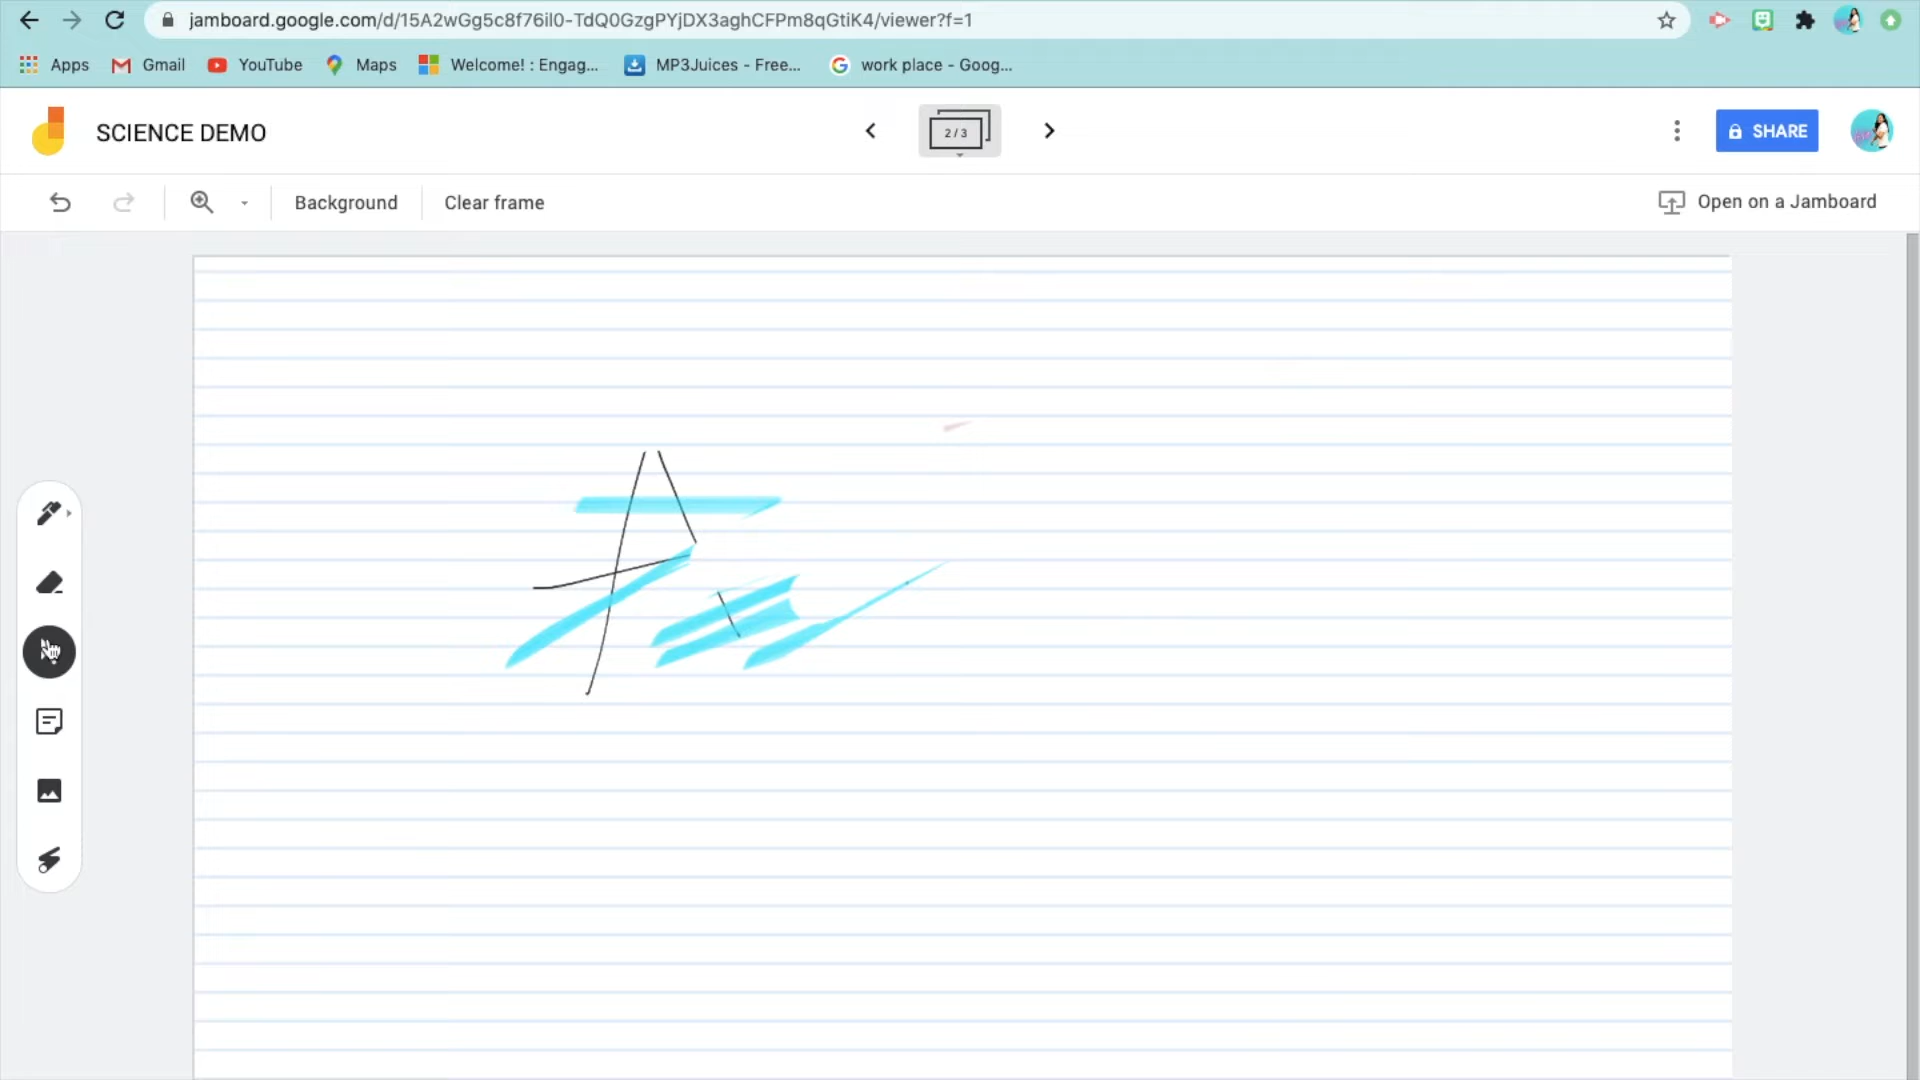 jamboard.google.com/d/15A2wGg5c8f76il0-TdQ0GzgPYjDX3aghCFPm8qGtiK4/viewer?f=1
Apps Gmail YouTube Maps Welcome! : Engag... MP3Juices - Free... work place - Goog...
SCIENCE DEMO 2 / 3 SHARE
Background Clear frame Open on a Jamboard
A